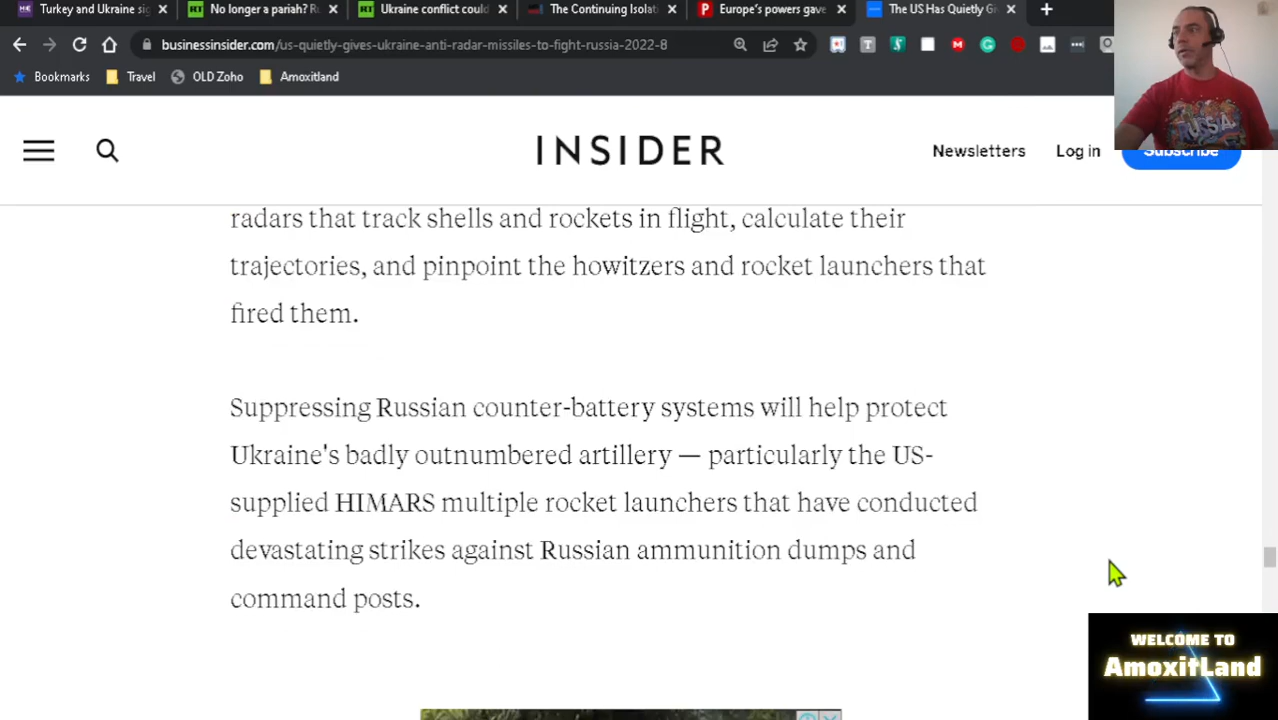 Turkey and Ukraine si
No longer a pariah? R
Ukraine conflict could
The Continuing Isolati
Europe's powers gave
The US Has Quietly Gi
businessinsider.com/us-quietly-gives-ukraine-anti-radar-missiles-to-fight-russia-2022-8
Bookmarks Travel OLD Zoho Amoxitland
INSIDER
Newsletters Log in Subscribe
radars that track shells and rockets in flight, calculate their
trajectories, and pinpoint the howitzers and rocket launchers that
fired them.
Suppressing Russian counter-battery systems will help protect
Ukraine's badly outnumbered artillery — particularly the US-
supplied HIMARS multiple rocket launchers that have conducted
devastating strikes against Russian ammunition dumps and
command posts.
WELCOME TO
AmoxitLand